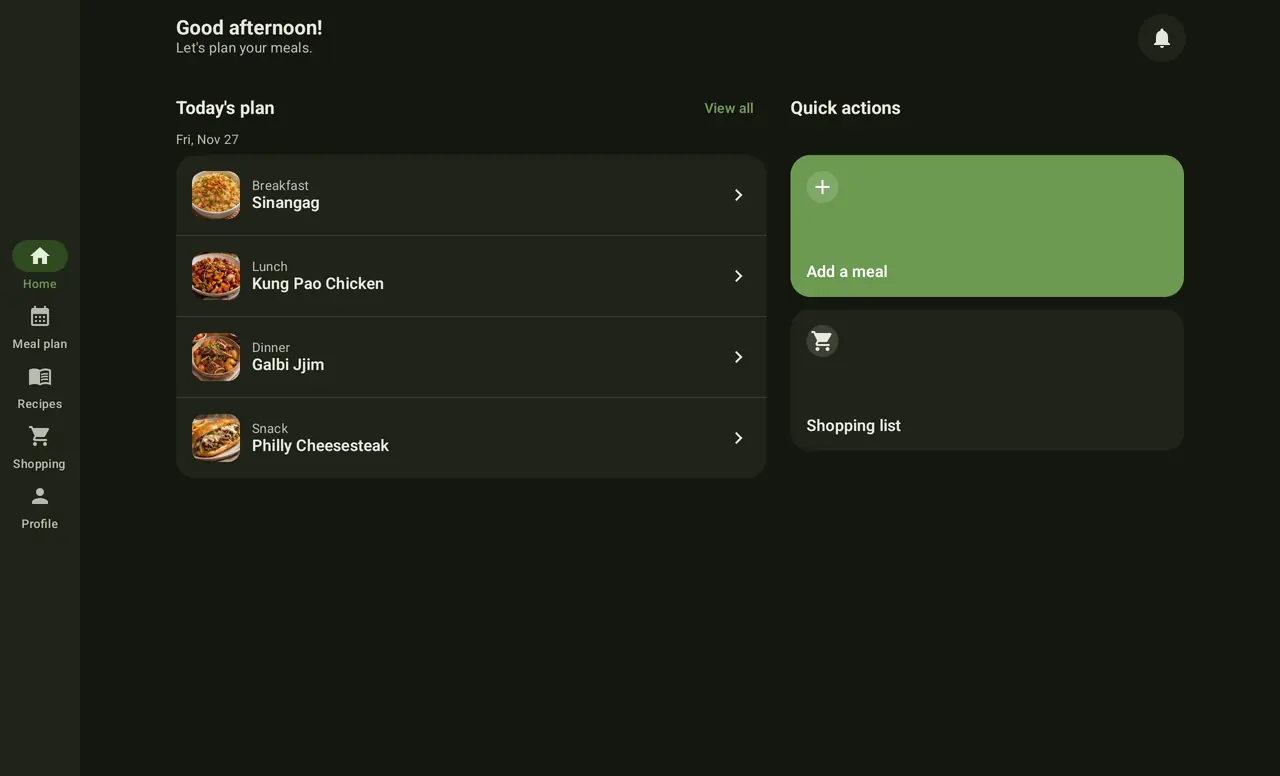 Good afternoon!
Let's plan your meals.
Today's plan
View all
Fri, Nov 27
Breakfast
Sinangag
Lunch
Kung Pao Chicken
Dinner
Galbi Jjim
Snack
Philly Cheesesteak
Quick actions
Add a meal
Shopping list
Home
Meal plan
Recipes
Shopping
Profile